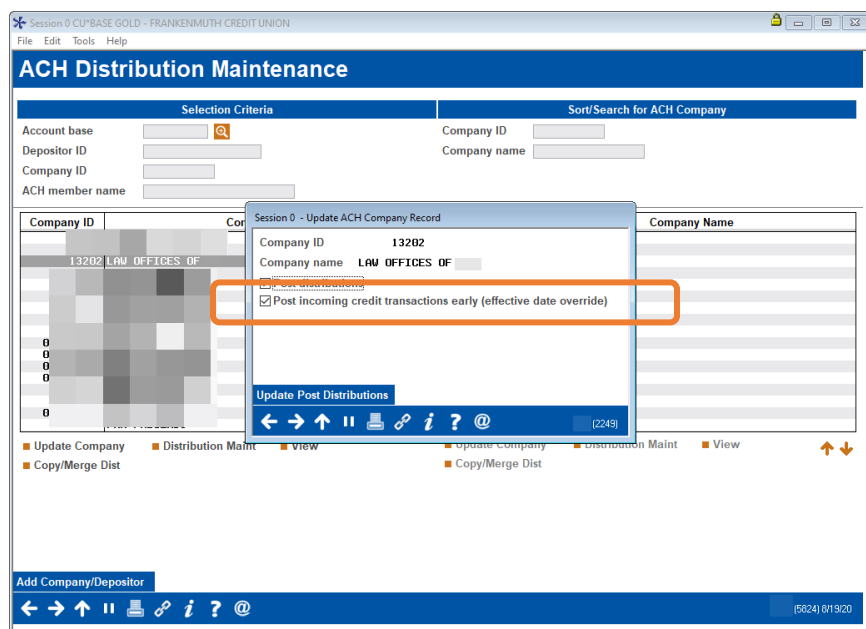 Session 0 CU*BASE GOLD - FRANKENMUTH CREDIT UNION
File Edit Tools Help
ACH Distribution Maintenance
Selection Criteria Sort/Search for ACH Company
Account base Company ID
Depositor ID Company name
Company ID
ACH member name
Company ID Company Name
13202 LAW OFFICES OF
0
0
0
0
0
Session 0 - Update ACH Company Record
Company ID 13202
Company name LAW OFFICES OF
Post distributions
Post incoming credit transactions early (effective date override)
Update Post Distributions
(2249)
Update Company Distribution Maint View Update Company Distribution Maint View
Copy/Merge Dist Copy/Merge Dist
Add Company/Depositor
(5824) 8/19/20